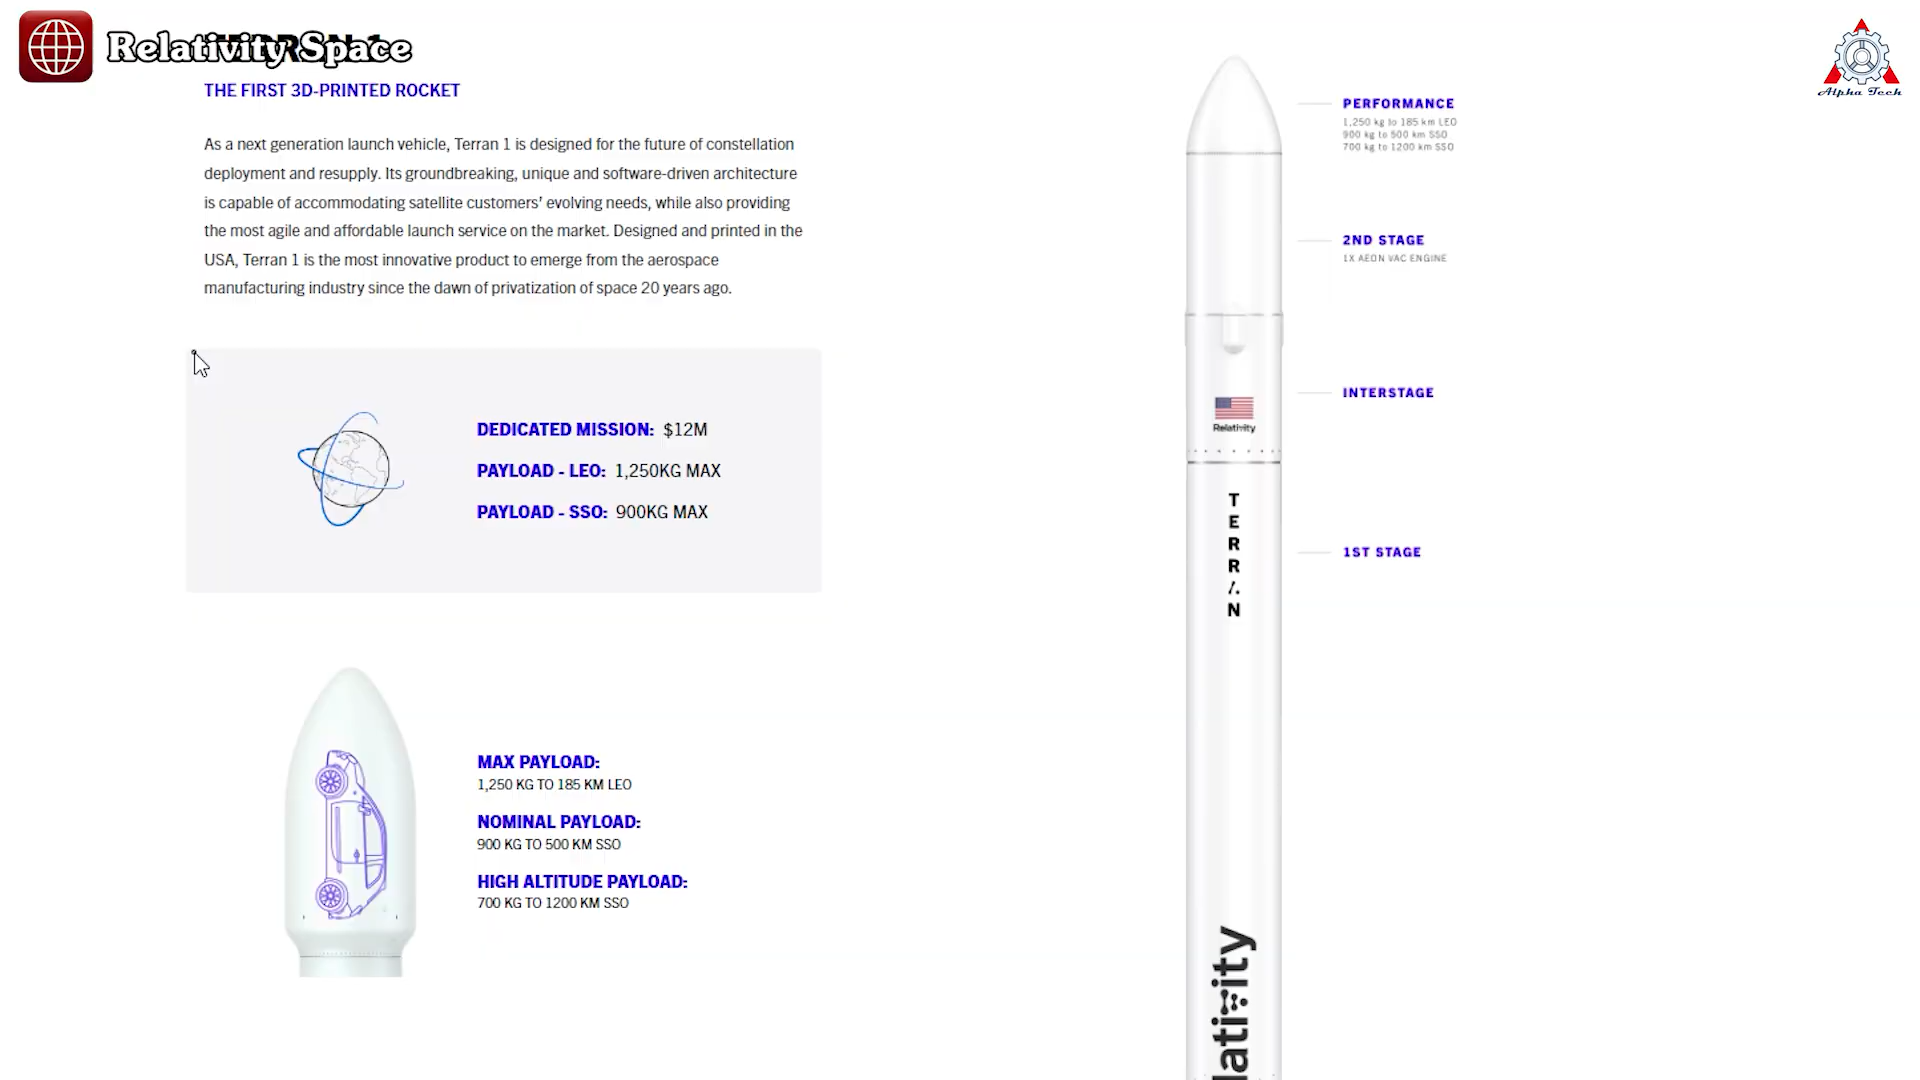 Relativity Space
THE FIRST 3D-PRINTED ROCKET
As a next generation launch vehicle, Terran 1 is designed for the future of constellation
deployment and resupply. Its groundbreaking, unique and software-driven architecture
is capable of accommodating satellite customers’ evolving needs, while also providing
the most agile and affordable launch service on the market. Designed and printed in the
USA, Terran 1 is the most innovative product to emerge from the aerospace
manufacturing industry since the dawn of privatization of space 20 years ago.
DEDICATED MISSION: $12M
PAYLOAD - LEO: 1,250KG MAX
PAYLOAD - SSO: 900KG MAX
MAX PAYLOAD:
1,250 KG TO 185 KM LEO
NOMINAL PAYLOAD:
900 KG TO 500 KM SSO
HIGH ALTITUDE PAYLOAD:
700 KG TO 1200 KM SSO
Alpha Tech
PERFORMANCE
1,250 kg to 185 km LEO
900 kg to 500 km SSO
700 kg to 1200 km SSO
2ND STAGE
1X AEON VAC ENGINE
INTERSTAGE
Relativity
1ST STAGE
TERRAN
lativity